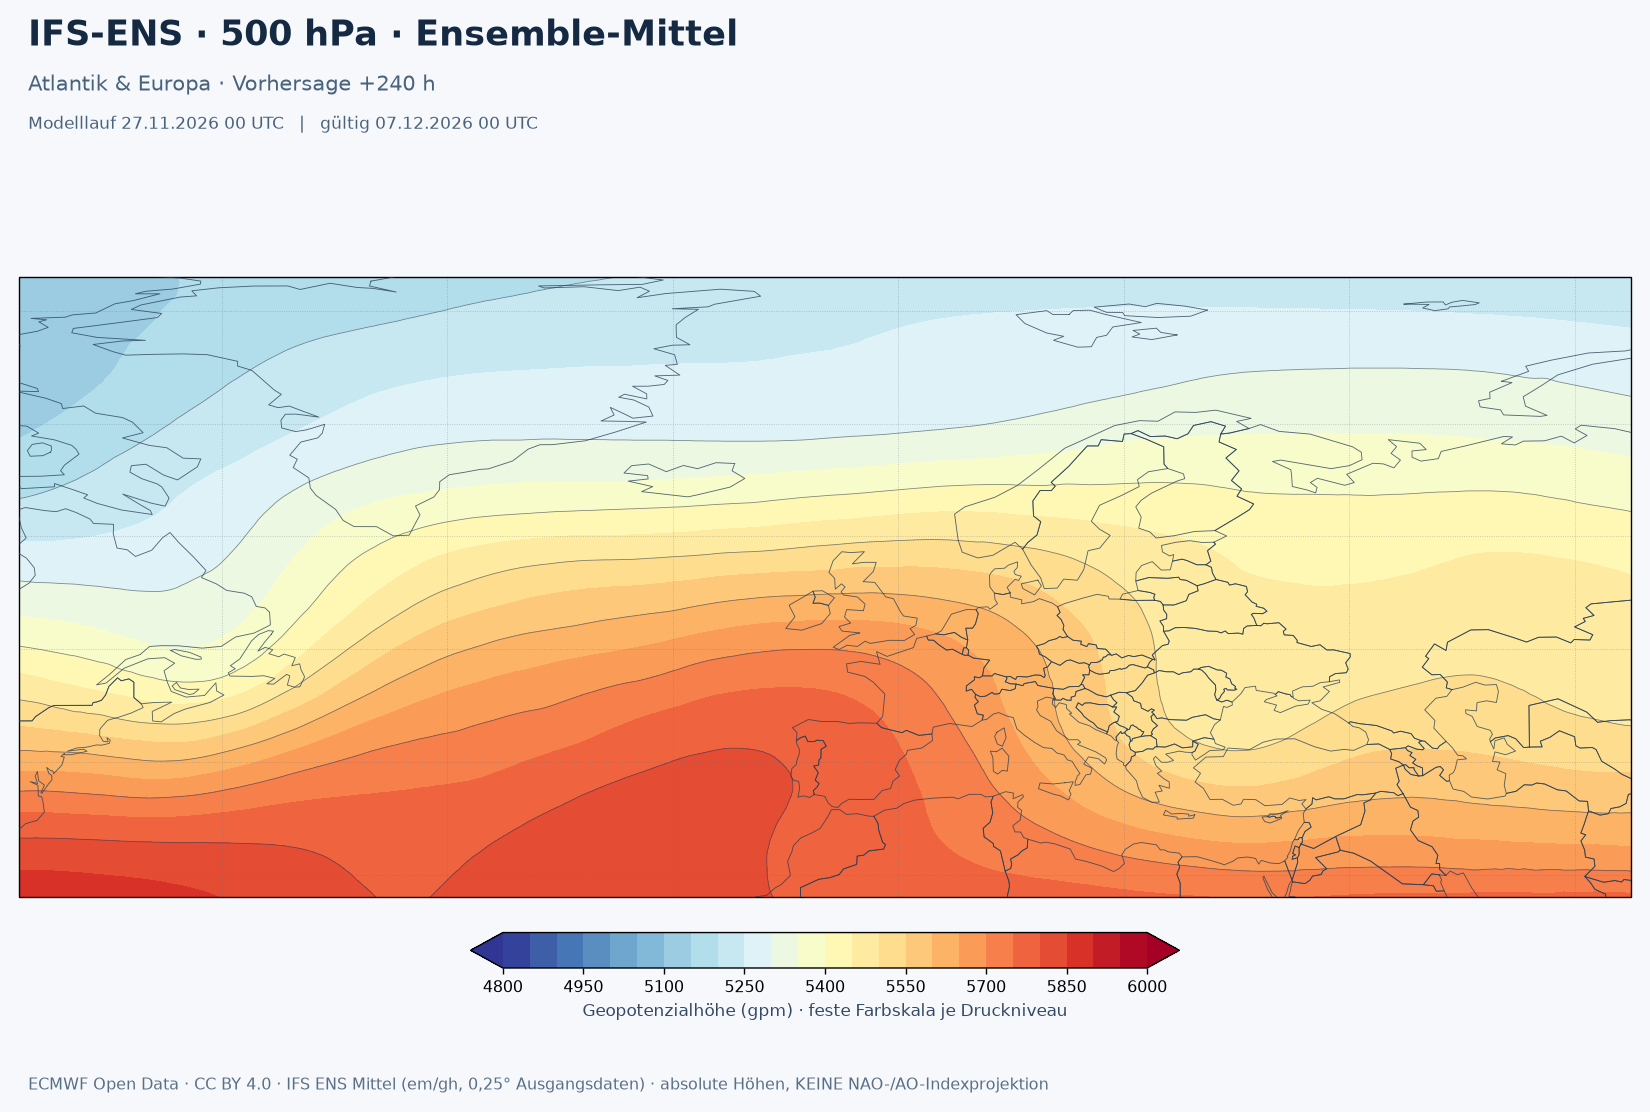 IFS-ENS · 500 hPa · Ensemble-Mittel
Atlantik & Europa · Vorhersage +240 h
Modelllauf 27.11.2026 00 UTC | gültig 07.12.2026 00 UTC
4800 4950 5100 5250 5400 5550 5700 5850 6000
Geopotenzialhöhe (gpm) · feste Farbskala je Druckniveau
ECMWF Open Data · CC BY 4.0 · IFS ENS Mittel (em/gh, 0,25° Ausgangsdaten) · absolute Höhen, KEINE NAO-/AO-Indexprojektion